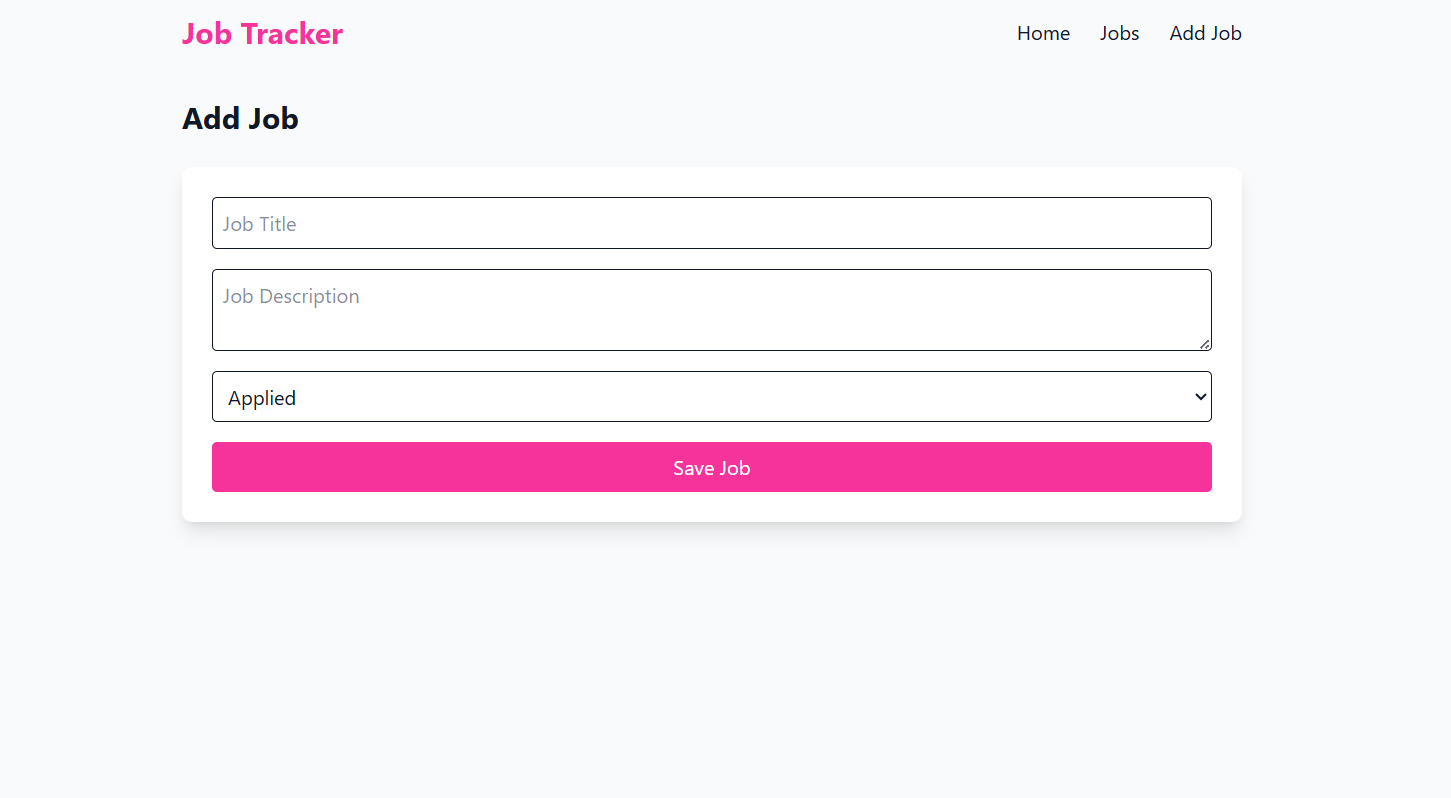 Job Tracker
Home Jobs Add Job
Add Job
Job Title
Job Description
Applied
Save Job